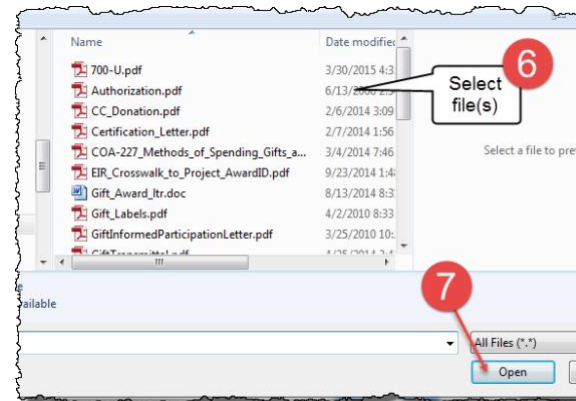 Name Date modified
700-U.pdf 3/30/2015 4:3
Authorization.pdf 6/13/
CC_Donation.pdf 2/6/2014 3:09
Certification_Letter.pdf 2/7/2014 1:56
COA-227_Methods_of_Spending_Gifts_a... 3/4/2014 7:46
EIR_Crosswalk_to_Project_AwardID.pdf 9/23/2014 1:4
Gift_Award_ltr.doc 8/13/2014 8:3
Gift_Labels.pdf 4/2/2010 8:33
GiftInformedParticipationLetter.pdf 3/25/2010 10:
6
Select
file(s)
Select a file to pre
7
ailable
All Files (*.*)
Open